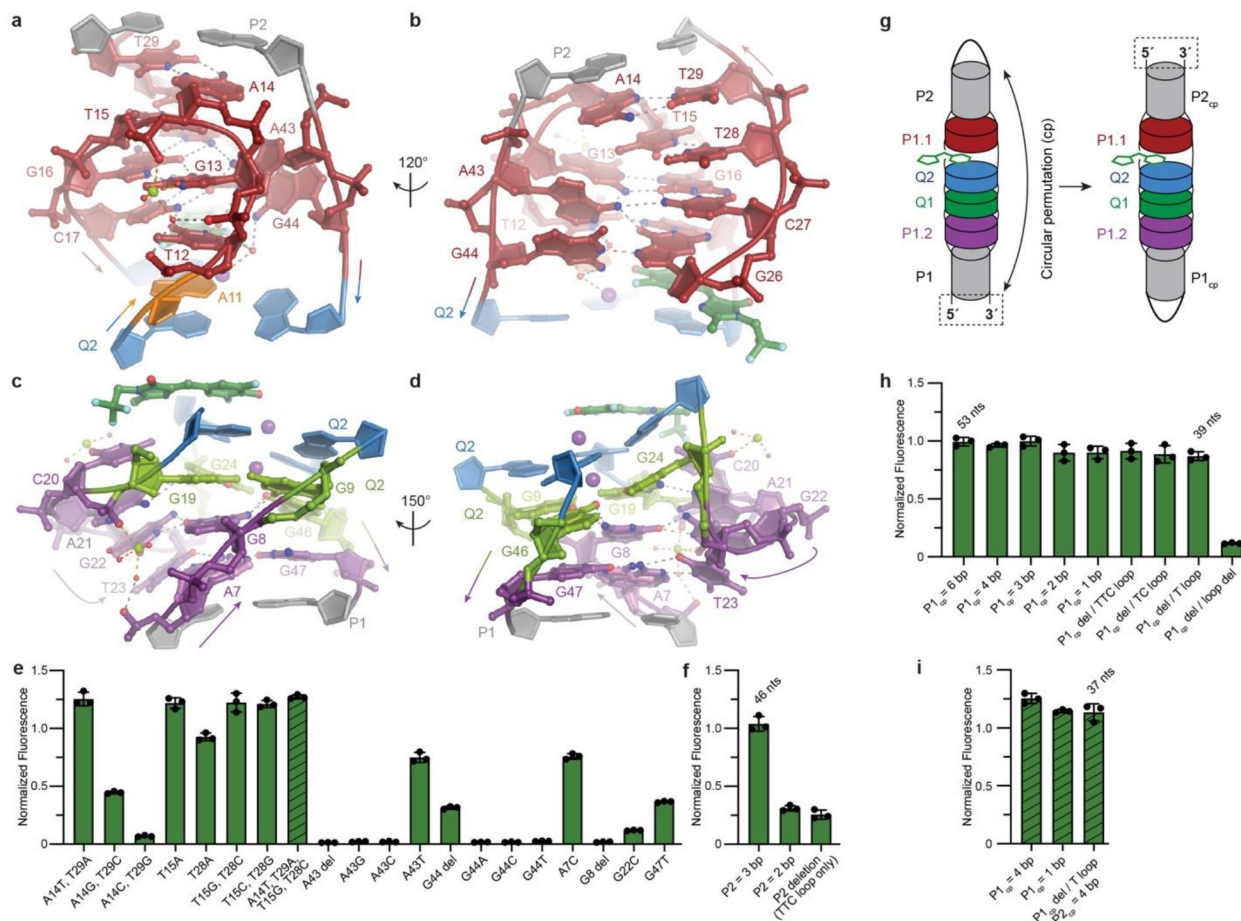 a
P2
T29
A14
T15
A43
G13
G16
G44
C17
T12
A11
Q2
120°
b
P2
A14
T29
T15
T28
G13
A43
G16
C27
T12
G44
G26
Q2
g
5´ 3´
P2
P1.1
Q2
Q1
P1.2
P1
5´ 3´
Circular permutation (cp)
P2cp
P1.1
Q2
Q1
P1.2
P1cp
c
Q2
C20
G24
G9
Q2
G19
G8
G46
A21
G22
G47
T23
A7
P1
150°
d
Q2
G24
C20
A21
G9
G22
Q2
G19
G46
G8
G47
A7
T23
P1
h
Normalized Fluorescence
1.5
1.0
0.5
0
53 nts
39 nts
P1cp = 6 bp
P1cp = 4 bp
P1cp = 3 bp
P1cp = 2 bp
P1cp = 1 bp
P1cp del / TTC loop
P1cp del / TC loop
P1cp del / T loop
P1cp del / loop del
e
Normalized Fluorescence
1.5
1.0
0.5
0
A14T, T29A
A14G, T29C
A14C, T29G
T15A
T28A
T15G, T28C
T15C, T28G
A14T, T29A
T15G, T28C
A43 del
A43G
A43C
A43T
G44 del
G44A
G44C
G44T
A7C
G8 del
G22C
G47T
f
Normalized Fluorescence
1.5
1.0
0.5
0
46 nts
P2 = 3 bp
P2 = 2 bp
P2 deletion
(TTC loop only)
i
Normalized Fluorescence
1.5
1.0
0.5
0
37 nts
P1cp = 4 bp
P1cp = 1 bp
P1cp del / T loop
P2cp = 4 bp